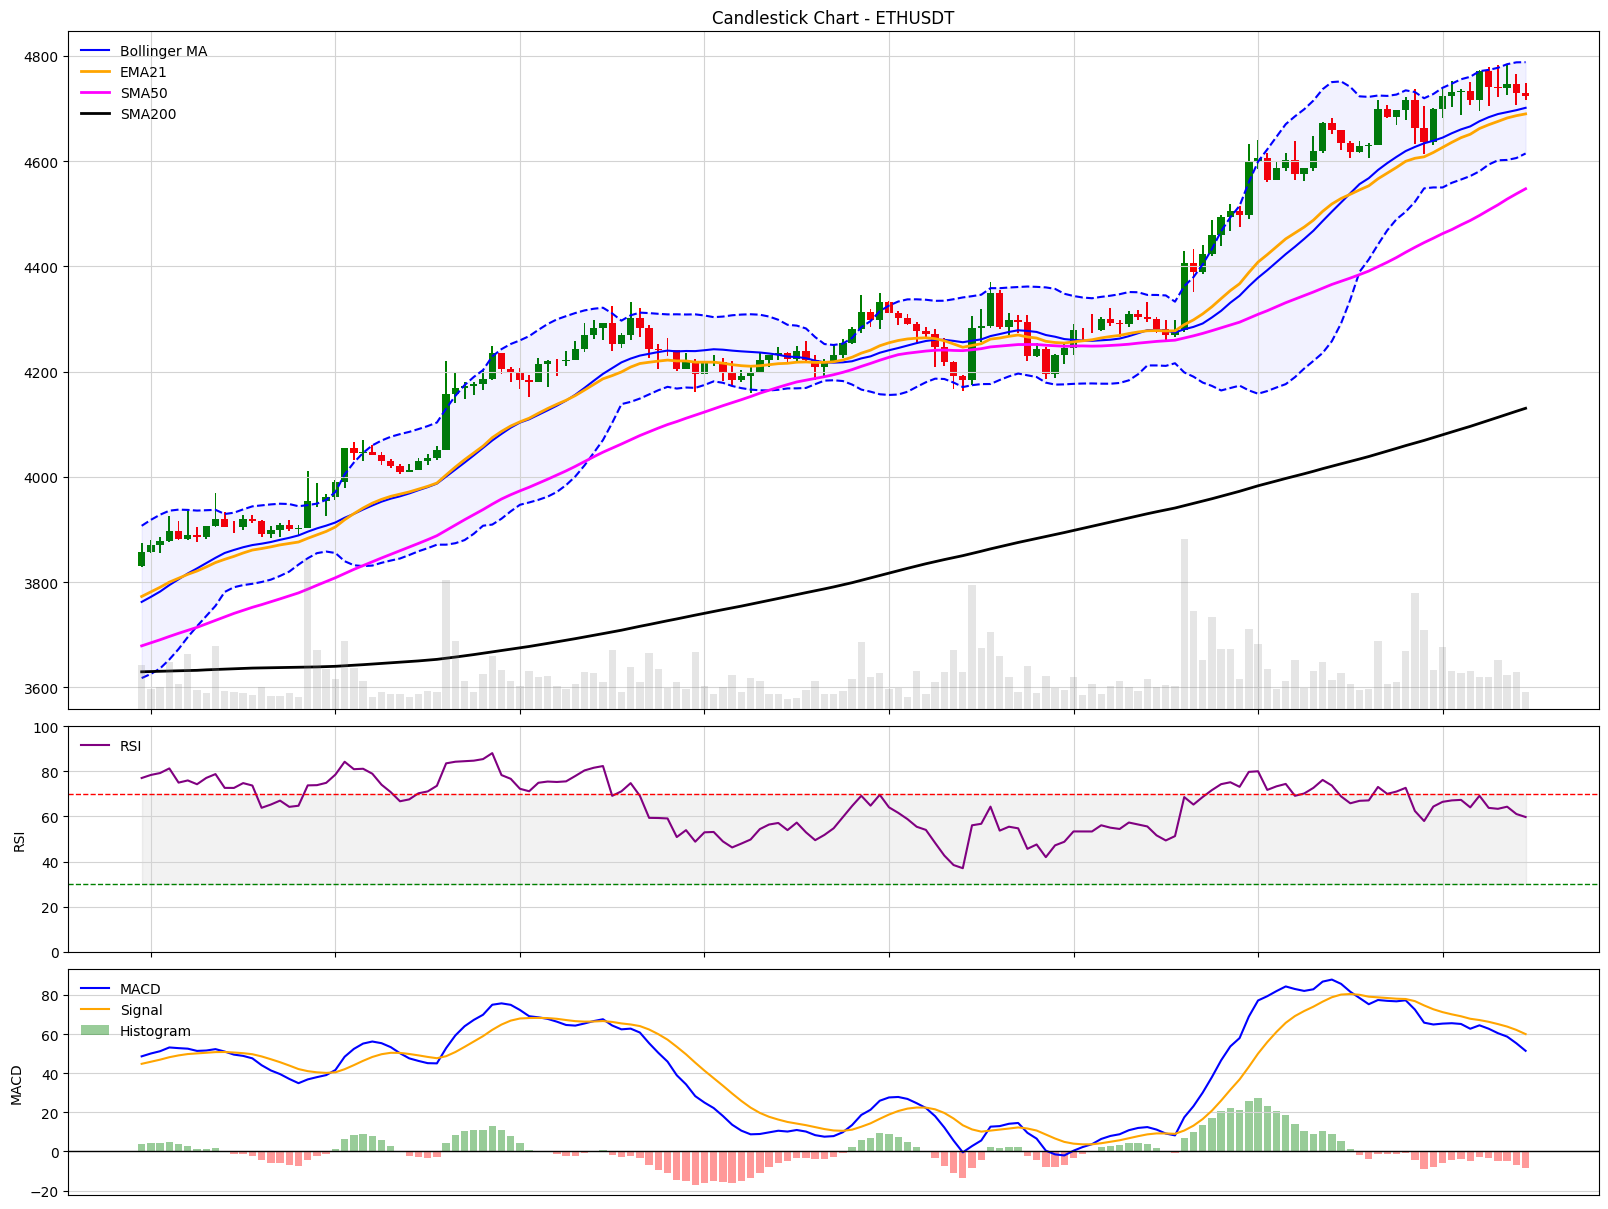 Candlestick Chart - ETHUSDT
Bollinger MA
EMA21
SMA50
SMA200
4800
4600
4400
4200
4000
3800
3600
RSI
RSI
100
80
60
40
20
0
MACD
Signal
Histogram
MACD
80
60
40
20
0
−20